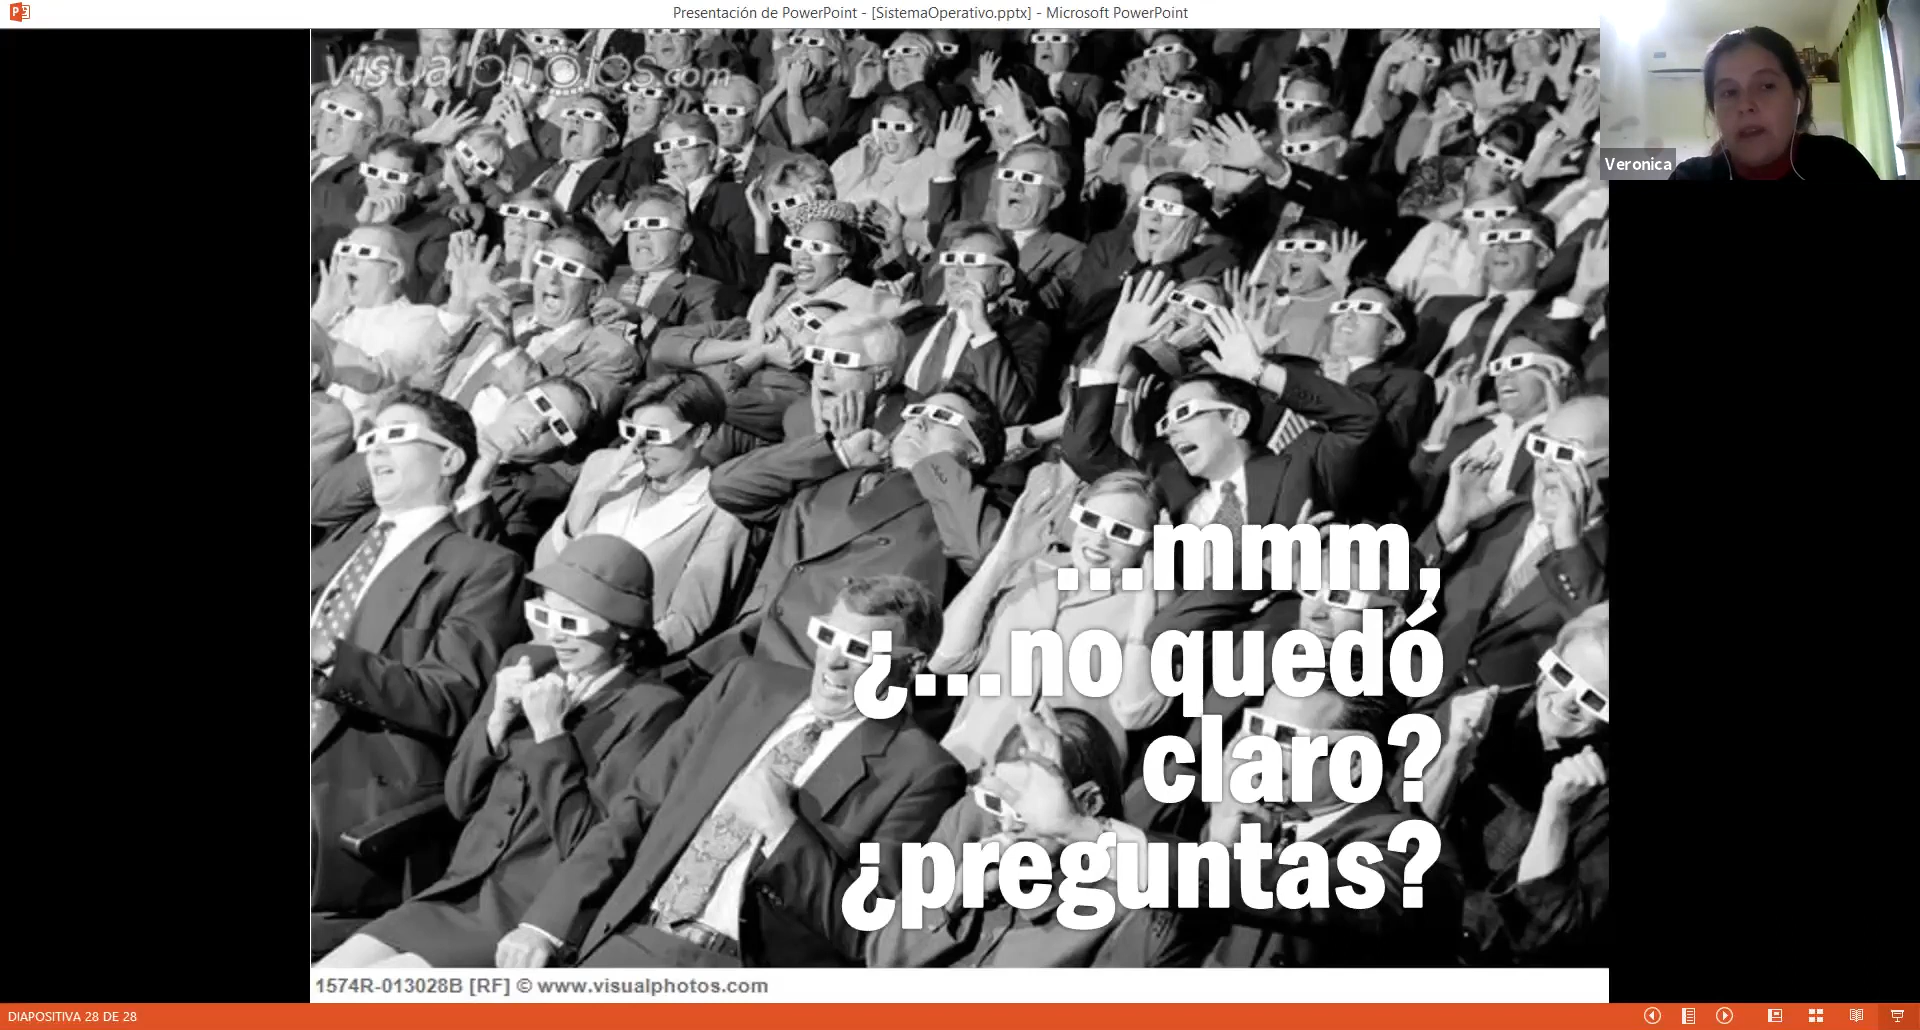 Presentación de PowerPoint - [SistemaOperativo.pptx] - Microsoft PowerPoint
visualphotos.com
Veronica
...mmm,
¿...no quedó
claro?
¿preguntas?
1574R-013028B [RF] © www.visualphotos.com
DIAPOSITIVA 28 DE 28